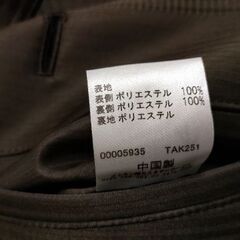 表地
表側 ポリエステル 100%
裏側 ポリエステル 100%
裏地 ポリエステル
00005935 TAK251
中国製